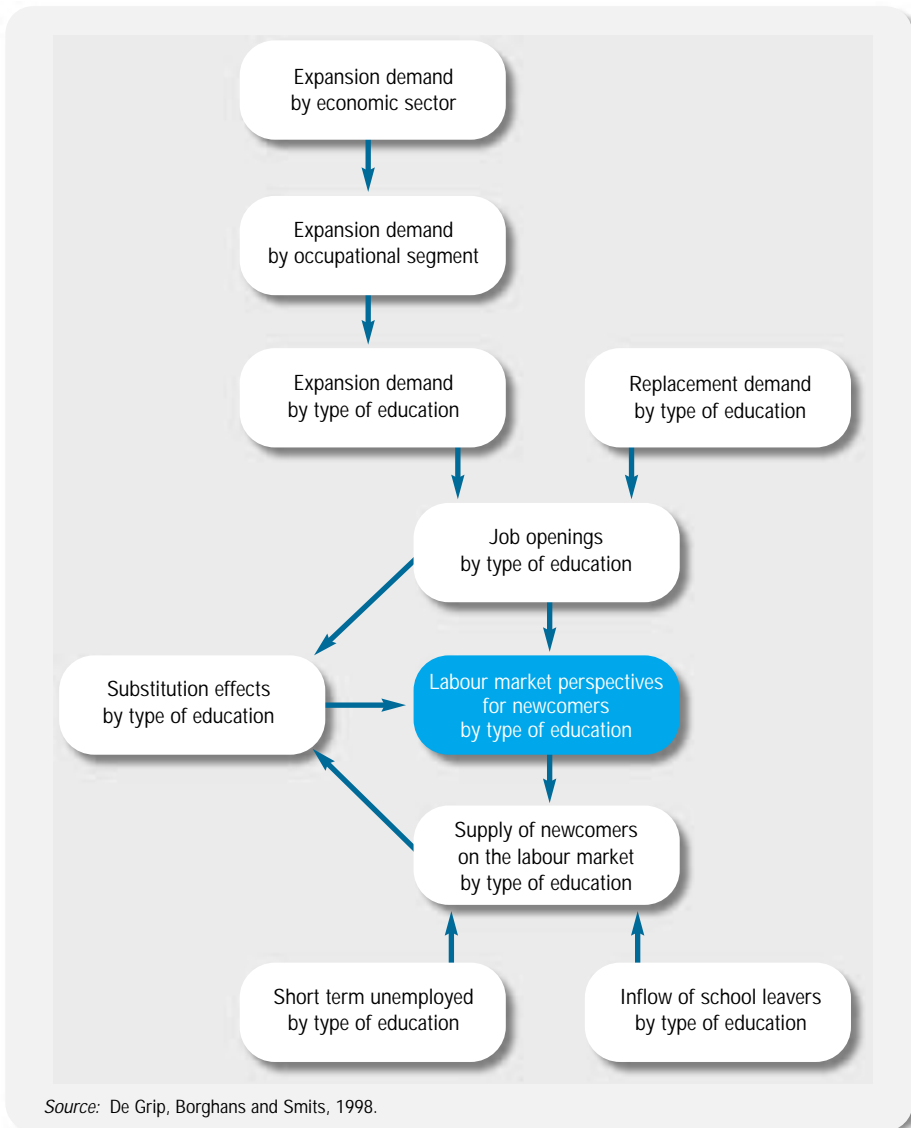 Expansion demand
by economic sector
Expansion demand
by occupational segment
Expansion demand
by type of education
Replacement demand
by type of education
Job openings
by type of education
Substitution effects
by type of education
Labour market perspectives
for newcomers
by type of education
Supply of newcomers
on the labour market
by type of education
Short term unemployed
by type of education
Inflow of school leavers
by type of education
Source: De Grip, Borghans and Smits, 1998.